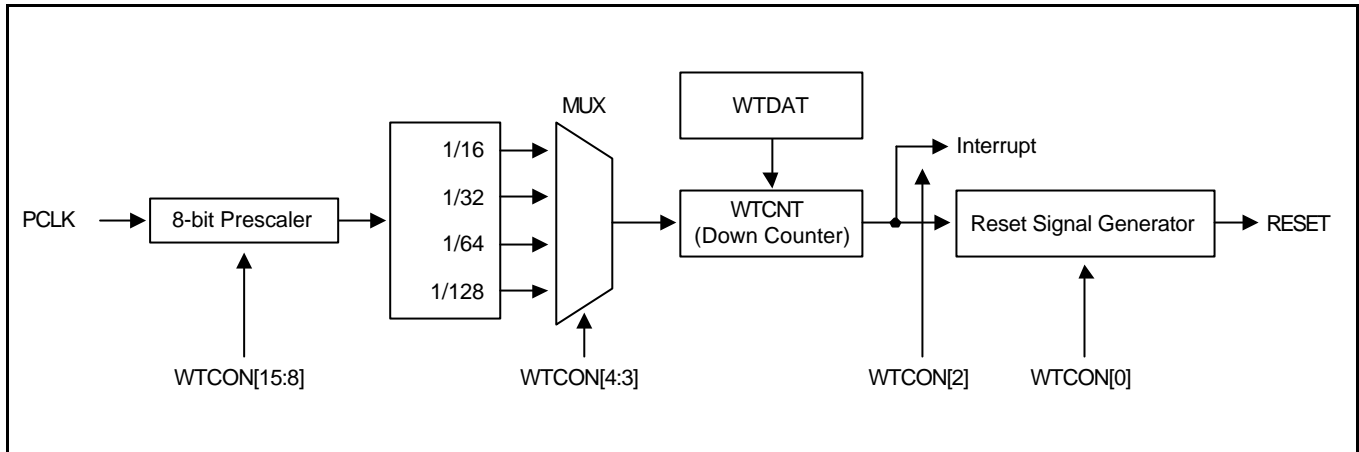 MUX
WTDAT
1/16
Interrupt
1/32
PCLK
8-bit Prescaler
WTCNT
(Down Counter)
Reset Signal Generator
RESET
1/64
1/128
WTCON[15:8]
WTCON[4:3]
WTCON[2]
WTCON[0]